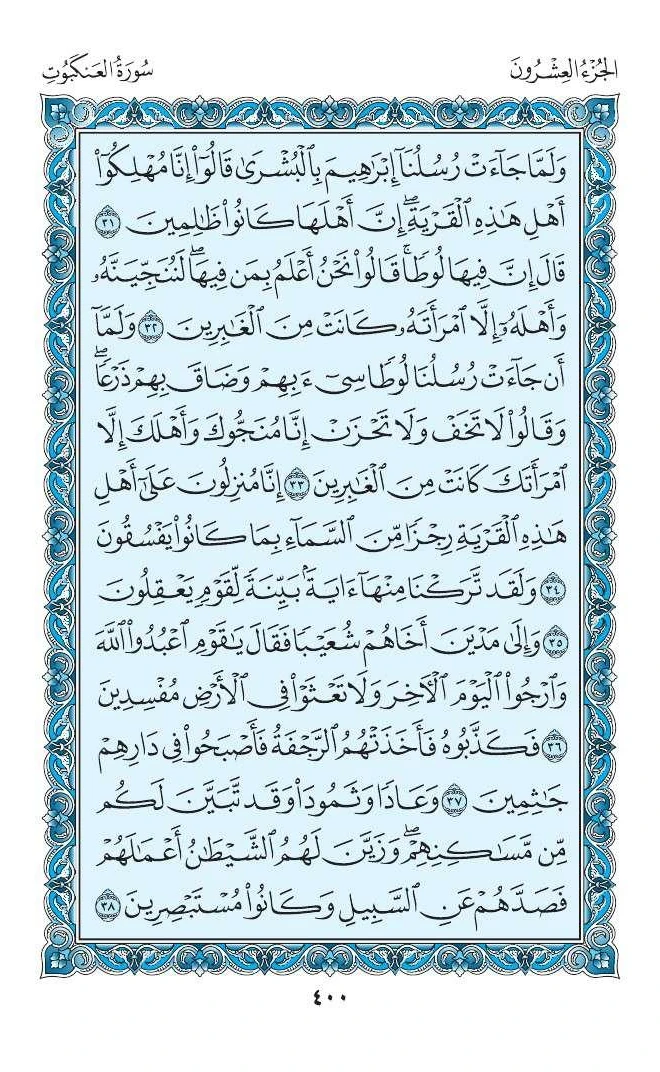 الجُزْءُ العِشْرُونَ
سُورَةُ العَنكَبُوتِ
وَلَمَّا جَآءَتْ رُسُلُنَآ إِبْرَٰهِيمَ بِٱلْبُشْرَىٰ قَالُوٓا۟ إِنَّا مُهْلِكُوٓا۟
أَهْلِ هَٰذِهِ ٱلْقَرْيَةِ ۖ إِنَّ أَهْلَهَا كَانُوا۟ ظَٰلِمِينَ ٣١
قَالَ إِنَّ فِيهَا لُوطًا ۚ قَالُوا۟ نَحْنُ أَعْلَمُ بِمَن فِيهَا ۖ لَنُنَجِّيَنَّهُۥ
وَأَهْلَهُۥٓ إِلَّا ٱمْرَأَتَهُۥ كَانَتْ مِنَ ٱلْغَٰبِرِينَ ٣٢ وَلَمَّآ
أَن جَآءَتْ رُسُلُنَا لُوطًا سِىٓءَ بِهِمْ وَضَاقَ بِهِمْ ذَرْعًا ۖ
وَقَالُوا۟ لَا تَخَفْ وَلَا تَحْزَنْ إِنَّا مُنَجُّوكَ وَأَهْلَكَ إِلَّا
ٱمْرَأَتَكَ كَانَتْ مِنَ ٱلْغَٰبِرِينَ ٣٣ إِنَّا مُنزِلُونَ عَلَىٰٓ أَهْلِ
هَٰذِهِ ٱلْقَرْيَةِ رِجْزًا مِّنَ ٱلسَّمَآءِ بِمَا كَانُوا۟ يَفْسُقُونَ
٣٤ وَلَقَد تَّرَكْنَا مِنْهَآ ءَايَةًۢ بَيِّنَةً لِّقَوْمٍ يَعْقِلُونَ
٣٥ وَإِلَىٰ مَدْيَنَ أَخَاهُمْ شُعَيْبًا فَقَالَ يَٰقَوْمِ ٱعْبُدُوا۟ ٱللَّهَ
وَٱرْجُوا۟ ٱلْيَوْمَ ٱلْءَاخِرَ وَلَا تَعْثَوْا۟ فِى ٱلْأَرْضِ مُفْسِدِينَ
٣٦ فَكَذَّبُوهُ فَأَخَذَتْهُمُ ٱلرَّجْفَةُ فَأَصْبَحُوا۟ فِى دَارِهِمْ
جَٰثِمِينَ ٣٧ وَعَادًا وَثَمُودَا۟ وَقَد تَّبَيَّنَ لَكُم
مِّن مَّسَٰكِنِهِمْ ۖ وَزَيَّنَ لَهُمُ ٱلشَّيْطَٰنُ أَعْمَٰلَهُمْ
فَصَدَّهُمْ عَنِ ٱلسَّبِيلِ وَكَانُوا۟ مُسْتَبْصِرِينَ ٣٨
٤٠٠